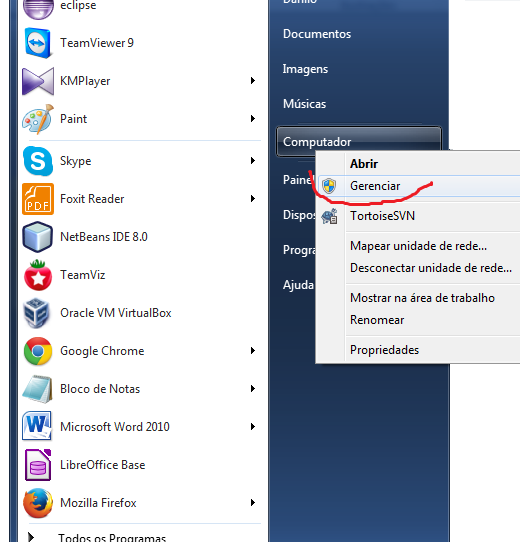 eclipse
TeamViewer 9
KMPlayer
Paint
Skype
Foxit Reader
PDF
NetBeans IDE 8.0
TeamViz
Oracle VM VirtualBox
Google Chrome
Bloco de Notas
Microsoft Word 2010
LibreOffice Base
Mozilla Firefox
Todos os Programas
Danilo
Documentos
Imagens
Músicas
Computador
Paine
Dispos
Progra
Ajuda
Abrir
Gerenciar
TortoiseSVN
Mapear unidade de rede...
Desconectar unidade de rede...
Mostrar na área de trabalho
Renomear
Propriedades